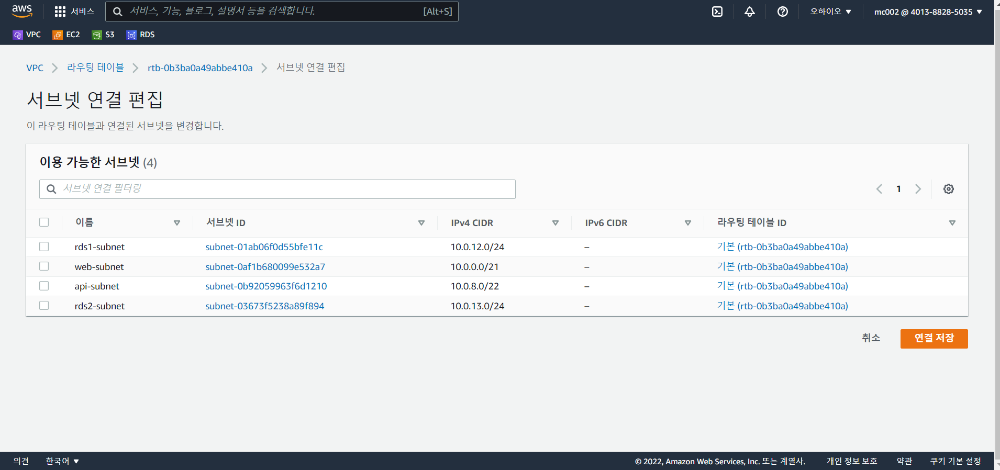 aws 서비스 서비스, 기능, 블로그, 설명서 등을 검색합니다. [Alt+S] 오하이오 ▼ mc002 @ 4013-8828-5035 ▼
VPC EC2 S3 RDS
VPC > 라우팅 테이블 > rtb-0b3ba0a49abbe410a > 서브넷 연결 편집
서브넷 연결 편집
이 라우팅 테이블과 연결된 서브넷을 변경합니다.
이용 가능한 서브넷 (4)
서브넷 연결 필터링 < 1 >
이름 서브넷 ID IPv4 CIDR IPv6 CIDR 라우팅 테이블 ID
rds1-subnet subnet-01ab06f0d55bfe11c 10.0.12.0/24 – 기본 (rtb-0b3ba0a49abbe410a)
web-subnet subnet-0af1b680099e532a7 10.0.0.0/21 – 기본 (rtb-0b3ba0a49abbe410a)
api-subnet subnet-0b92059963f6d1210 10.0.8.0/22 – 기본 (rtb-0b3ba0a49abbe410a)
rds2-subnet subnet-03673f5238a89f894 10.0.13.0/24 – 기본 (rtb-0b3ba0a49abbe410a)
취소 연결 저장
의견 한국어 ▼ © 2022, Amazon Web Services, Inc. 또는 계열사. 개인 정보 보호 약관 쿠키 기본 설정